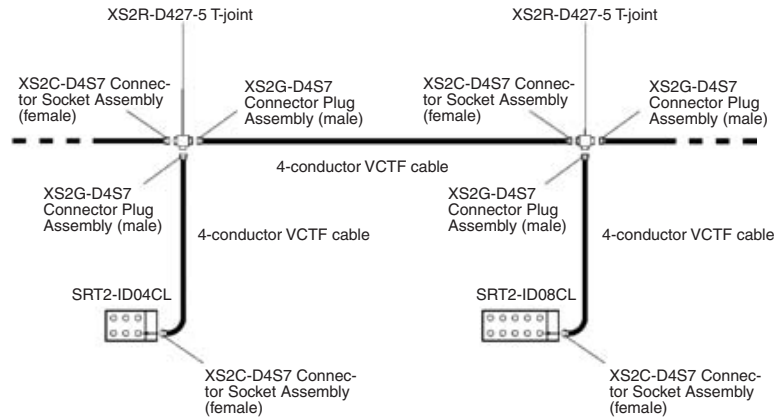 XS2R-D427-5 T-joint
XS2R-D427-5 T-joint
XS2C-D4S7 Connec-
tor Socket Assembly
(female)
XS2G-D4S7
Connector Plug
Assembly (male)
XS2C-D4S7 Connec-
tor Socket Assembly
(female)
XS2G-D4S7
Connector Plug
Assembly (male)
4-conductor VCTF cable
XS2G-D4S7
Connector Plug
Assembly (male)
XS2G-D4S7
Connector Plug
Assembly (male)
4-conductor VCTF cable
4-conductor VCTF cable
SRT2-ID04CL
SRT2-ID08CL
XS2C-D4S7 Connec-
tor Socket Assembly
(female)
XS2C-D4S7 Connec-
tor Socket Assembly
(female)